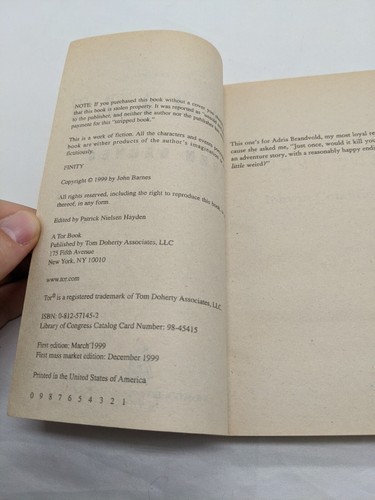 NOTE: If you purchased this book without a cover you
that this book is stolen property. It was reported as
to the publisher, and neither the author nor the publisher has
payment for this "stripped book."
This is a work of fiction. All the characters and events
book are either products of the author's imagination
fictitiously.
FINITY
Copyright © 1999 by John Barnes
All rights reserved, including the right to reproduce this book
thereof, in any form.
Edited by Patrick Nielsen Hayden
A Tor Book
Published by Tom Doherty Associates, LLC
175 Fifth Avenue
New York, NY 10010
www.tor.com
Tor® is a registered trademark of Tom Doherty Associates, LLC
ISBN: 0-812-57145-2
Library of Congress Catalog Card Number: 98-45415
First edition: March 1999
First mass market edition: December 1999
Printed in the United States of America
0 9 8 7 6 5 4 3 2 1
This one's for Adria Brandvold, my most loyal re
cause she asked me, "Just once, would it kill you
an adventure story, with a reasonably happy endi
little weird?"